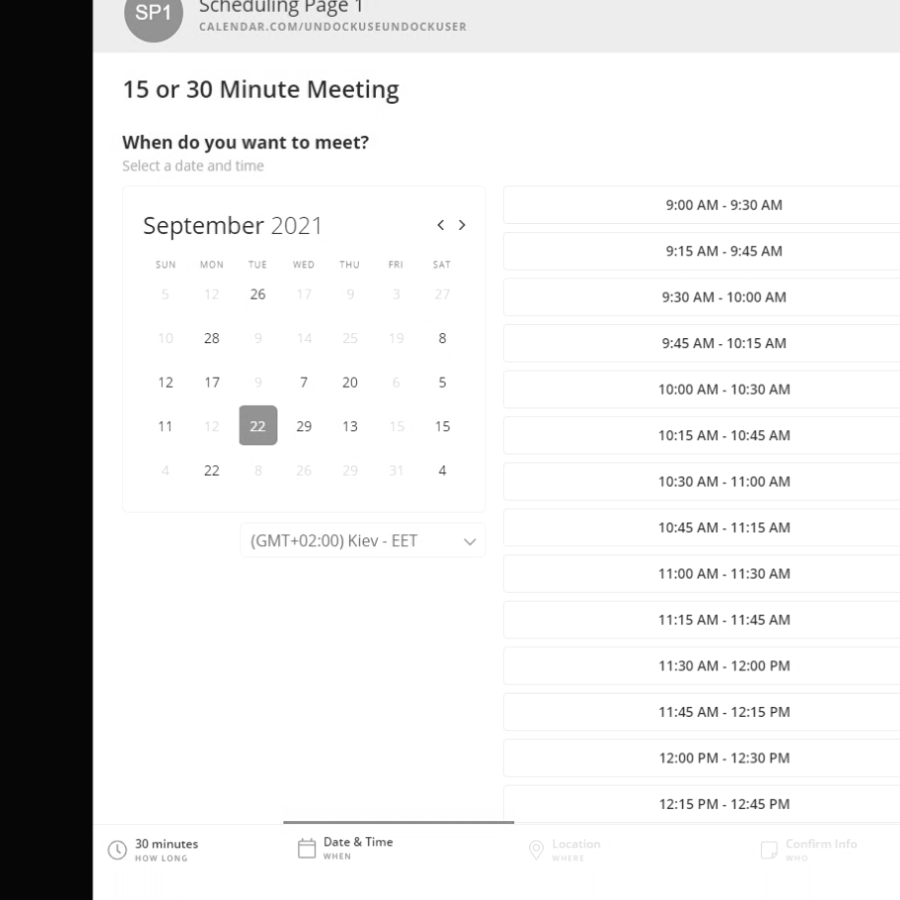 SP1
Scheduling Page 1
CALENDAR.COM/UNDOCKUSEUNDOCKUSER
15 or 30 Minute Meeting
When do you want to meet?
Select a date and time
September 2021
SUN MON TUE WED THU FRI SAT
5 12 26 17 9 3 27
10 28 9 14 25 19 8
12 17 9 7 20 6 5
11 12 22 29 13 15 15
4 22 8 26 29 31 4
(GMT+02:00) Kiev - EET
9:00 AM - 9:30 AM
9:15 AM - 9:45 AM
9:30 AM - 10:00 AM
9:45 AM - 10:15 AM
10:00 AM - 10:30 AM
10:15 AM - 10:45 AM
10:30 AM - 11:00 AM
10:45 AM - 11:15 AM
11:00 AM - 11:30 AM
11:15 AM - 11:45 AM
11:30 AM - 12:00 PM
11:45 AM - 12:15 PM
12:00 PM - 12:30 PM
12:15 PM - 12:45 PM
30 minutes
HOW LONG
Date & Time
WHEN
Location
WHERE
Confirm Info
WHO